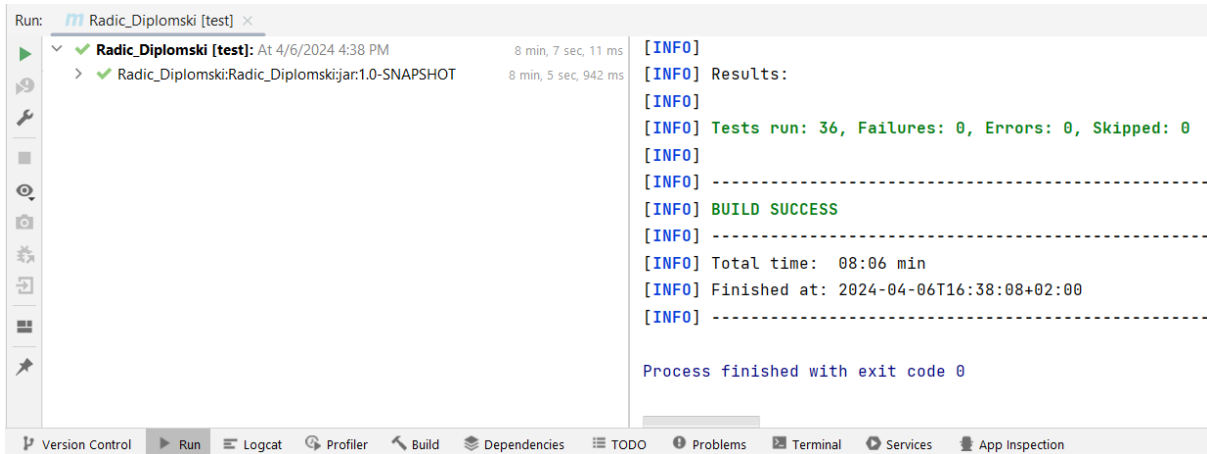 Run: Radic_Diplomski [test]
Radic_Diplomski [test]: At 4/6/2024 4:38 PM 8 min, 7 sec, 11 ms
Radic_Diplomski:Radic_Diplomski:jar:1.0-SNAPSHOT 8 min, 5 sec, 942 ms
[INFO]
[INFO] Results:
[INFO]
[INFO] Tests run: 36, Failures: 0, Errors: 0, Skipped: 0
[INFO]
[INFO] ---------------------------------------------------
[INFO] BUILD SUCCESS
[INFO] ---------------------------------------------------
[INFO] Total time:  08:06 min
[INFO] Finished at: 2024-04-06T16:38:08+02:00
[INFO] ---------------------------------------------------
Process finished with exit code 0
Version Control Run Logcat Profiler Build Dependencies TODO Problems Terminal Services App Inspection